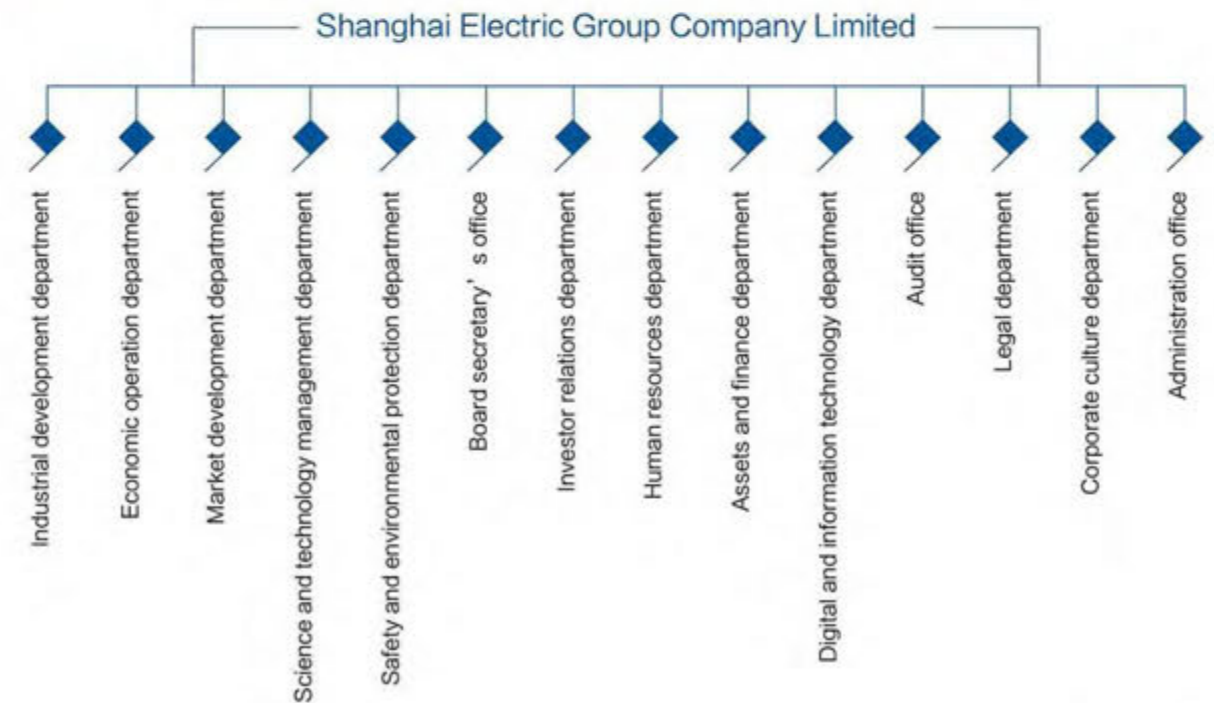 Shanghai Electric Group Company Limited
Industrial development department
Economic operation department
Market development department
Science and technology management department
Safety and environmental protection department
Board secretary’ s office
Investor relations department
Human resources department
Assets and finance department
Digital and information technology department
Audit office
Legal department
Corporate culture department
Administration office